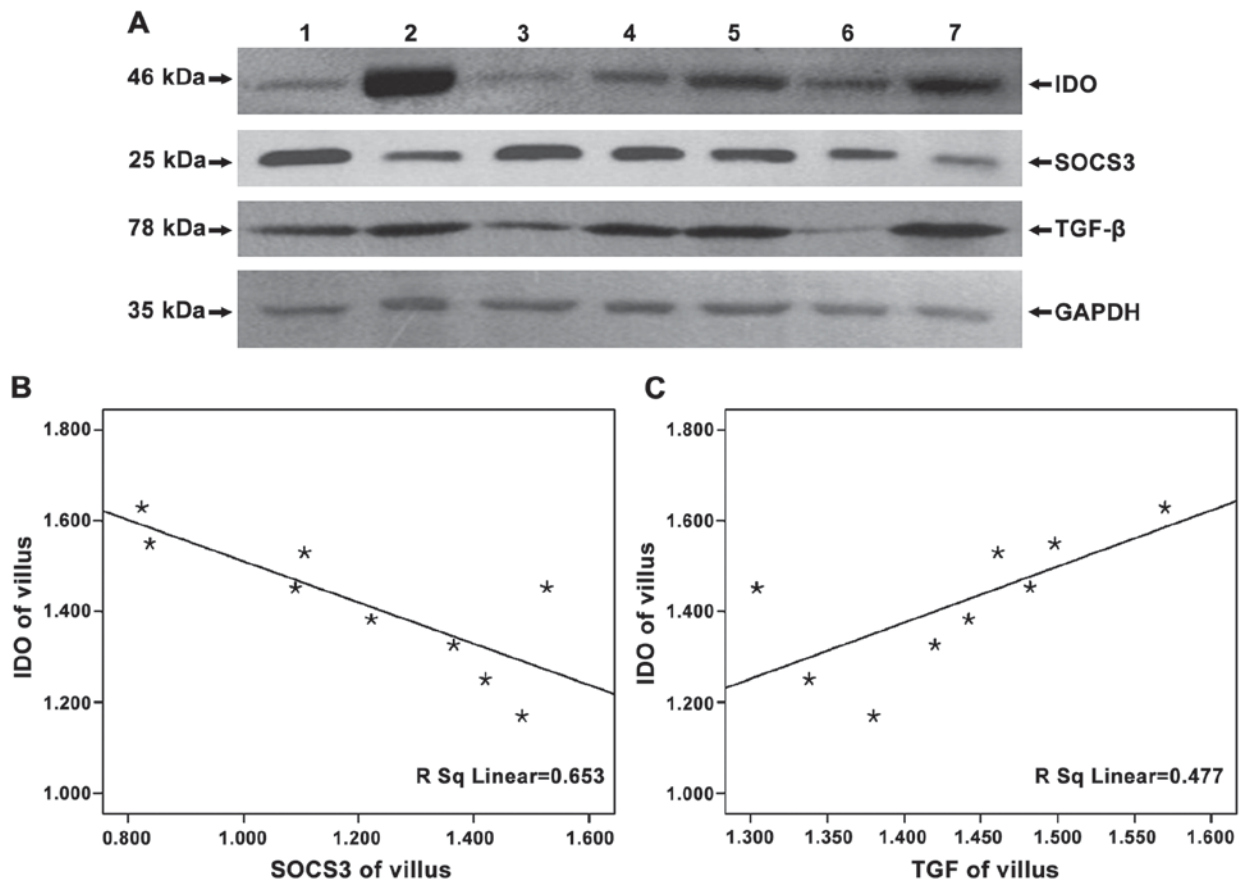 A
1 2 3 4 5 6 7
46 kDa IDO
25 kDa SOCS3
78 kDa TGF-β
35 kDa GAPDH
B
1.800
1.600
1.400
1.200
1.000
IDO of villus
R Sq Linear=0.653
0.800 1.000 1.200 1.400 1.600
SOCS3 of villus
C
1.800
1.600
1.400
1.200
1.000
IDO of villus
R Sq Linear=0.477
1.300 1.350 1.400 1.450 1.500 1.550 1.600
TGF of villus